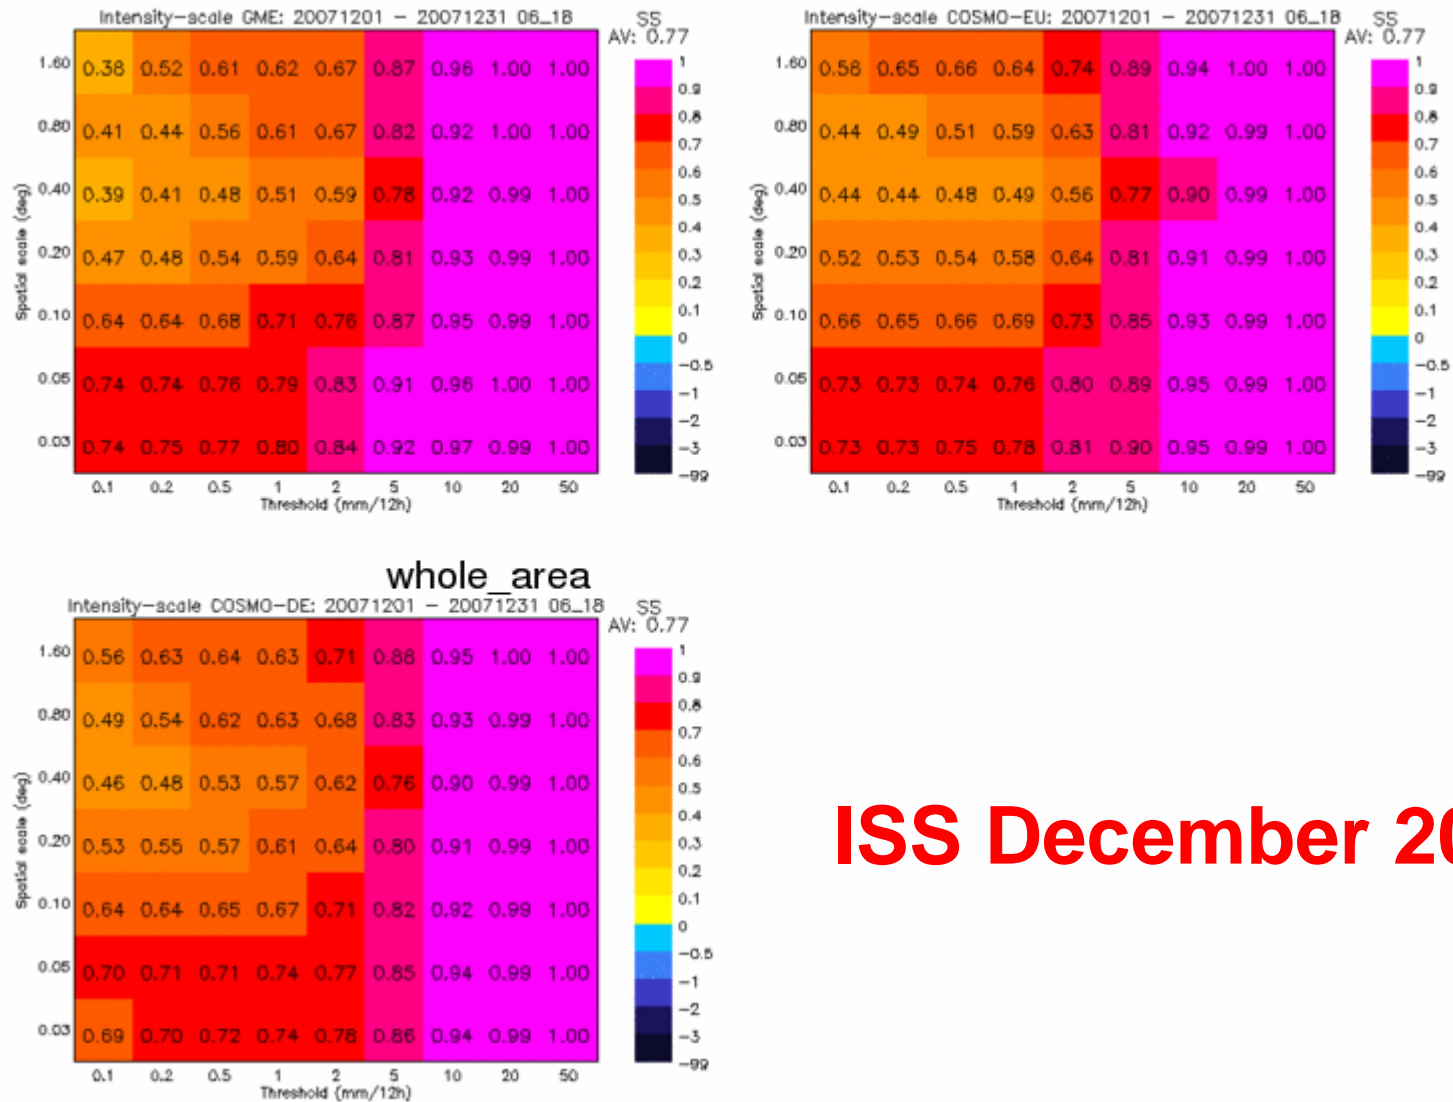 Intensity-scale GME: 20071201 - 20071231 06_18
SS
AV: 0.77
1.60 0.38 0.52 0.61 0.62 0.67 0.87 0.96 1.00 1.00
0.80 0.41 0.44 0.56 0.61 0.67 0.82 0.92 1.00 1.00
0.40 0.39 0.41 0.48 0.51 0.59 0.78 0.92 0.99 1.00
0.20 0.47 0.48 0.54 0.59 0.64 0.81 0.93 0.99 1.00
0.10 0.64 0.64 0.68 0.71 0.76 0.87 0.95 0.99 1.00
0.05 0.74 0.74 0.76 0.79 0.83 0.91 0.96 1.00 1.00
0.03 0.74 0.75 0.77 0.80 0.84 0.92 0.97 0.99 1.00
0.1 0.2 0.5 1 2 5 10 20 50
Threshold (mm/12h)
Spatial scale (deg)
1
0.9
0.8
0.7
0.6
0.5
0.4
0.3
0.2
0.1
0
-0.5
-1
-2
-3
-99
Intensity-scale COSMO-EU: 20071201 - 20071231 06_18
SS
AV: 0.77
1.60 0.58 0.65 0.66 0.64 0.74 0.89 0.94 1.00 1.00
0.80 0.44 0.49 0.51 0.59 0.63 0.81 0.92 0.99 1.00
0.40 0.44 0.44 0.48 0.49 0.56 0.77 0.90 0.99 1.00
0.20 0.52 0.53 0.54 0.58 0.64 0.81 0.91 0.99 1.00
0.10 0.66 0.65 0.66 0.69 0.73 0.85 0.93 0.99 1.00
0.05 0.73 0.73 0.74 0.76 0.80 0.89 0.95 0.99 1.00
0.03 0.73 0.73 0.75 0.78 0.81 0.90 0.95 0.99 1.00
0.1 0.2 0.5 1 2 5 10 20 50
Threshold (mm/12h)
Spatial scale (deg)
1
0.9
0.8
0.7
0.6
0.5
0.4
0.3
0.2
0.1
0
-0.5
-1
-2
-3
-99
whole_area
Intensity-scale COSMO-DE: 20071201 - 20071231 06_18
SS
AV: 0.77
1.60 0.56 0.63 0.64 0.63 0.71 0.88 0.95 1.00 1.00
0.80 0.49 0.54 0.62 0.63 0.68 0.83 0.93 0.99 1.00
0.40 0.46 0.48 0.53 0.57 0.62 0.76 0.90 0.99 1.00
0.20 0.53 0.55 0.57 0.61 0.64 0.80 0.91 0.99 1.00
0.10 0.64 0.64 0.65 0.67 0.71 0.82 0.92 0.99 1.00
0.05 0.70 0.71 0.71 0.74 0.77 0.85 0.94 0.99 1.00
0.03 0.69 0.70 0.72 0.74 0.78 0.86 0.94 0.99 1.00
0.1 0.2 0.5 1 2 5 10 20 50
Threshold (mm/12h)
Spatial scale (deg)
1
0.9
0.8
0.7
0.6
0.5
0.4
0.3
0.2
0.1
0
-0.5
-1
-2
-3
-99
ISS December